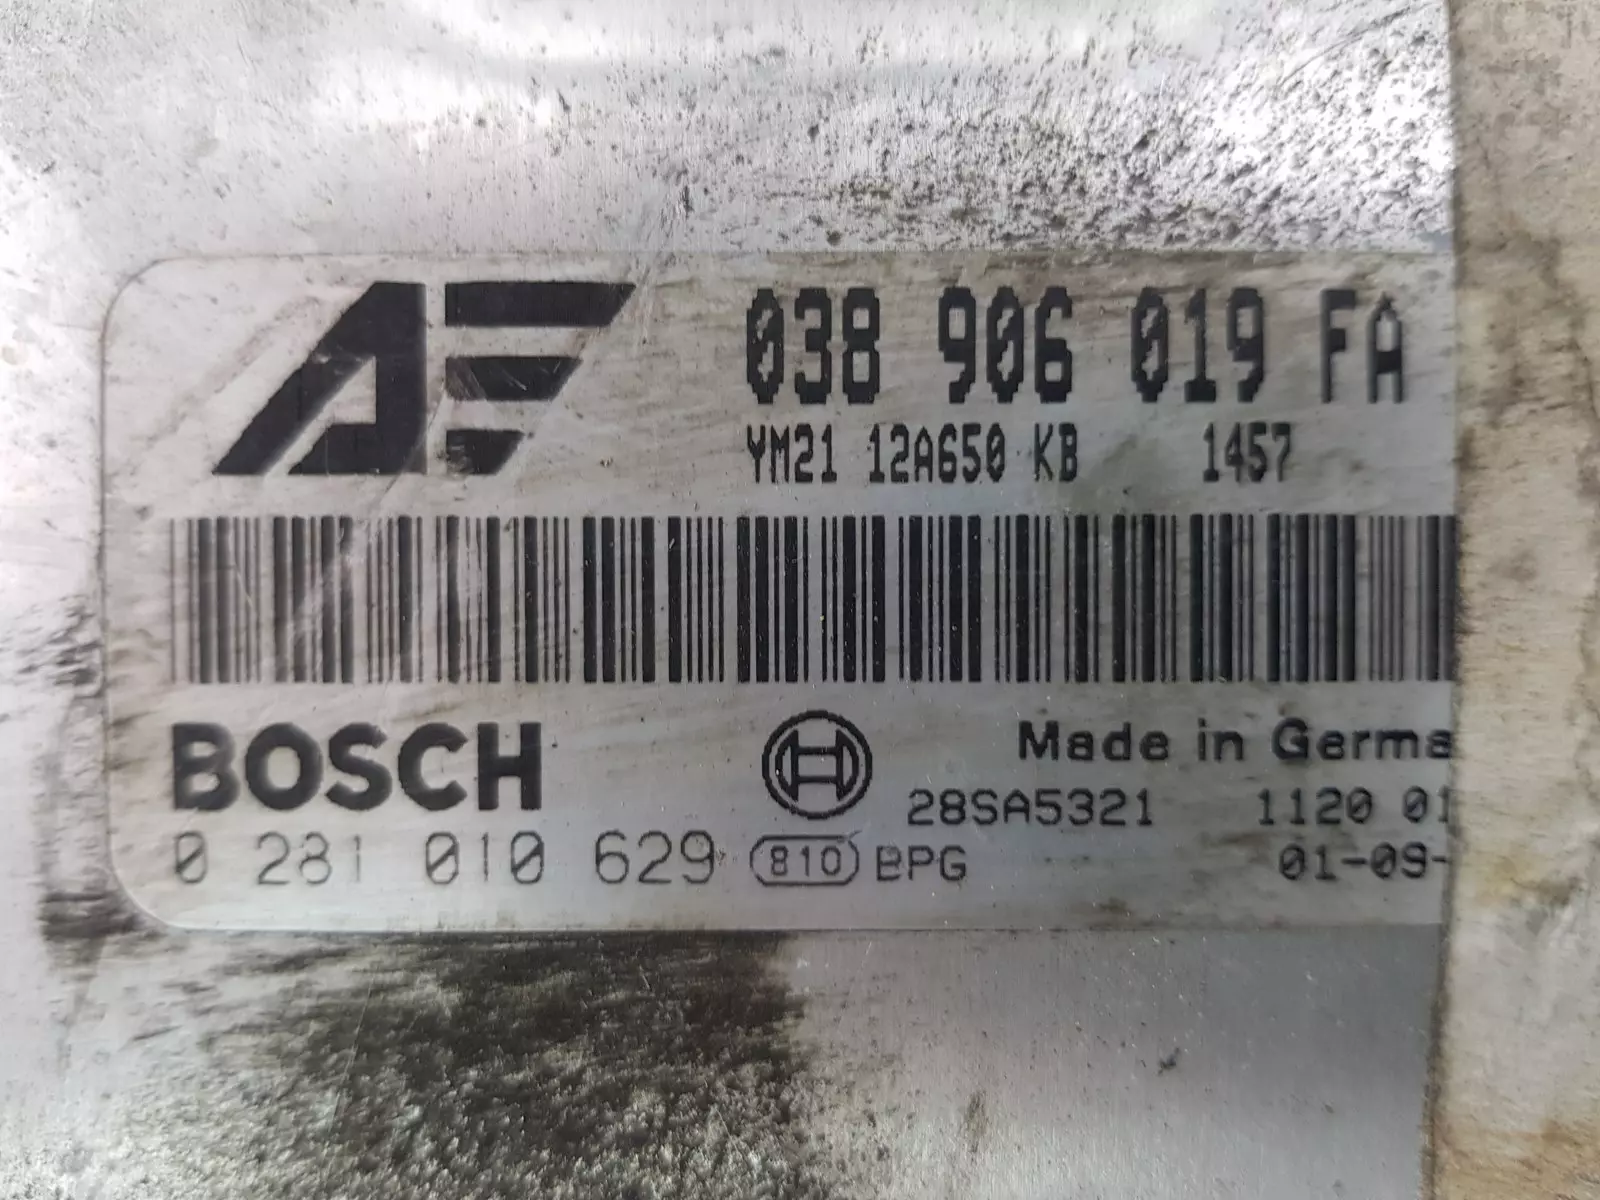 AF
038 906 019 FA
YM21 12A650 KB 1457
BOSCH
Made in Germa
28SA5321 1120 01
0 281 010 629 810 BPG 01-09-